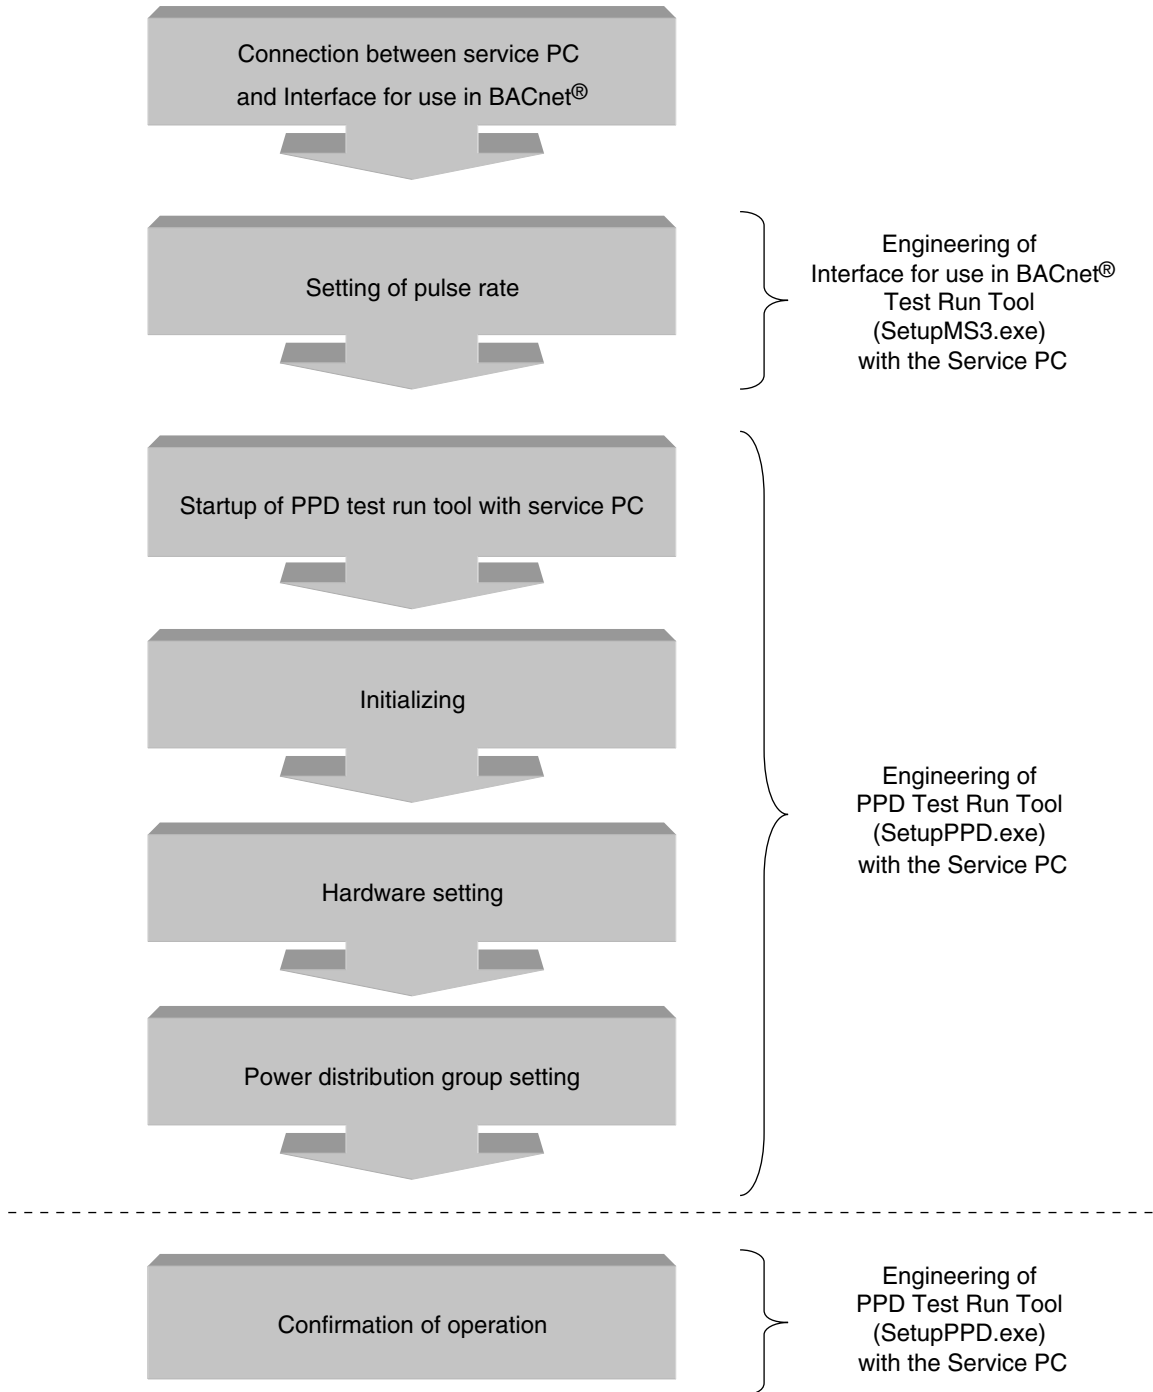 Connection between service PC
and Interface for use in BACnet®
Setting of pulse rate
Engineering of
Interface for use in BACnet®
Test Run Tool
(SetupMS3.exe)
with the Service PC
Startup of PPD test run tool with service PC
Initializing
Hardware setting
Power distribution group setting
Engineering of
PPD Test Run Tool
(SetupPPD.exe)
with the Service PC
Confirmation of operation
Engineering of
PPD Test Run Tool
(SetupPPD.exe)
with the Service PC